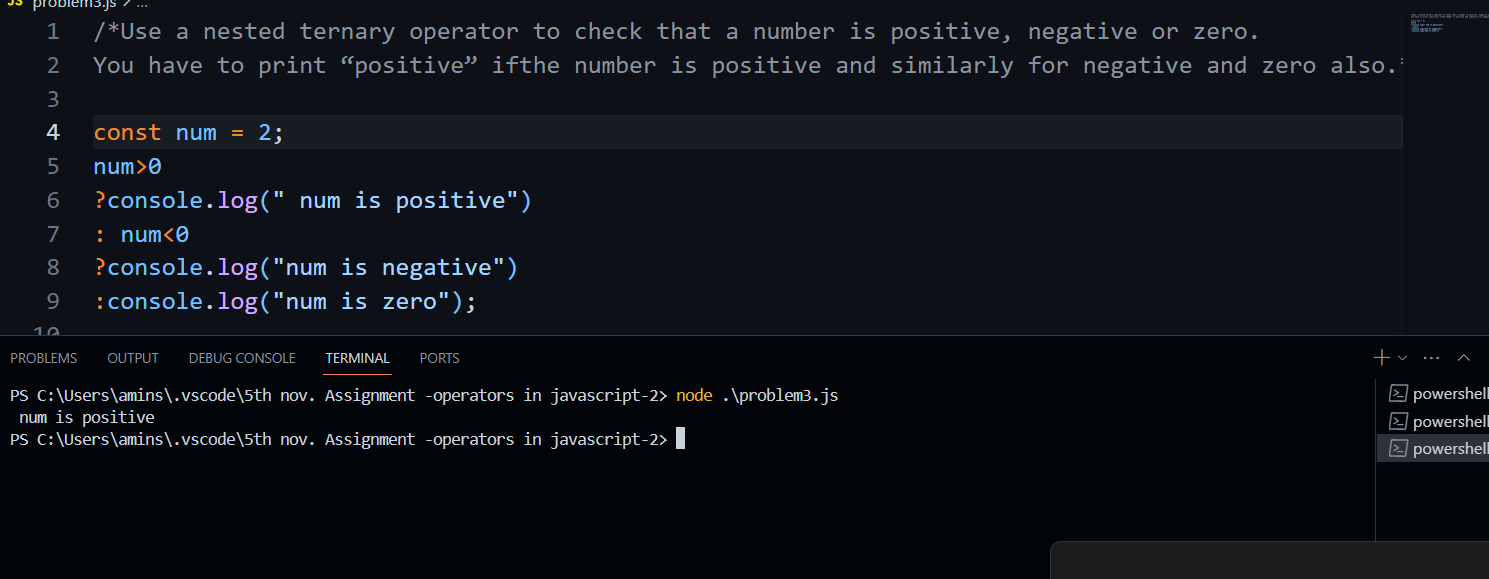 JS problem3.js > ...
1 /*Use a nested ternary operator to check that a number is positive, negative or zero.
2 You have to print “positive” ifthe number is positive and similarly for negative and zero also.*
3
4 const num = 2;
5 num>0
6 ?console.log(" num is positive")
7 : num<0
8 ?console.log("num is negative")
9 :console.log("num is zero");
10
PROBLEMS OUTPUT DEBUG CONSOLE TERMINAL PORTS
PS C:\Users\amins\.vscode\5th nov. Assignment -operators in javascript-2> node .\problem3.js
num is positive
PS C:\Users\amins\.vscode\5th nov. Assignment -operators in javascript-2>
powershell
powershell
powershell